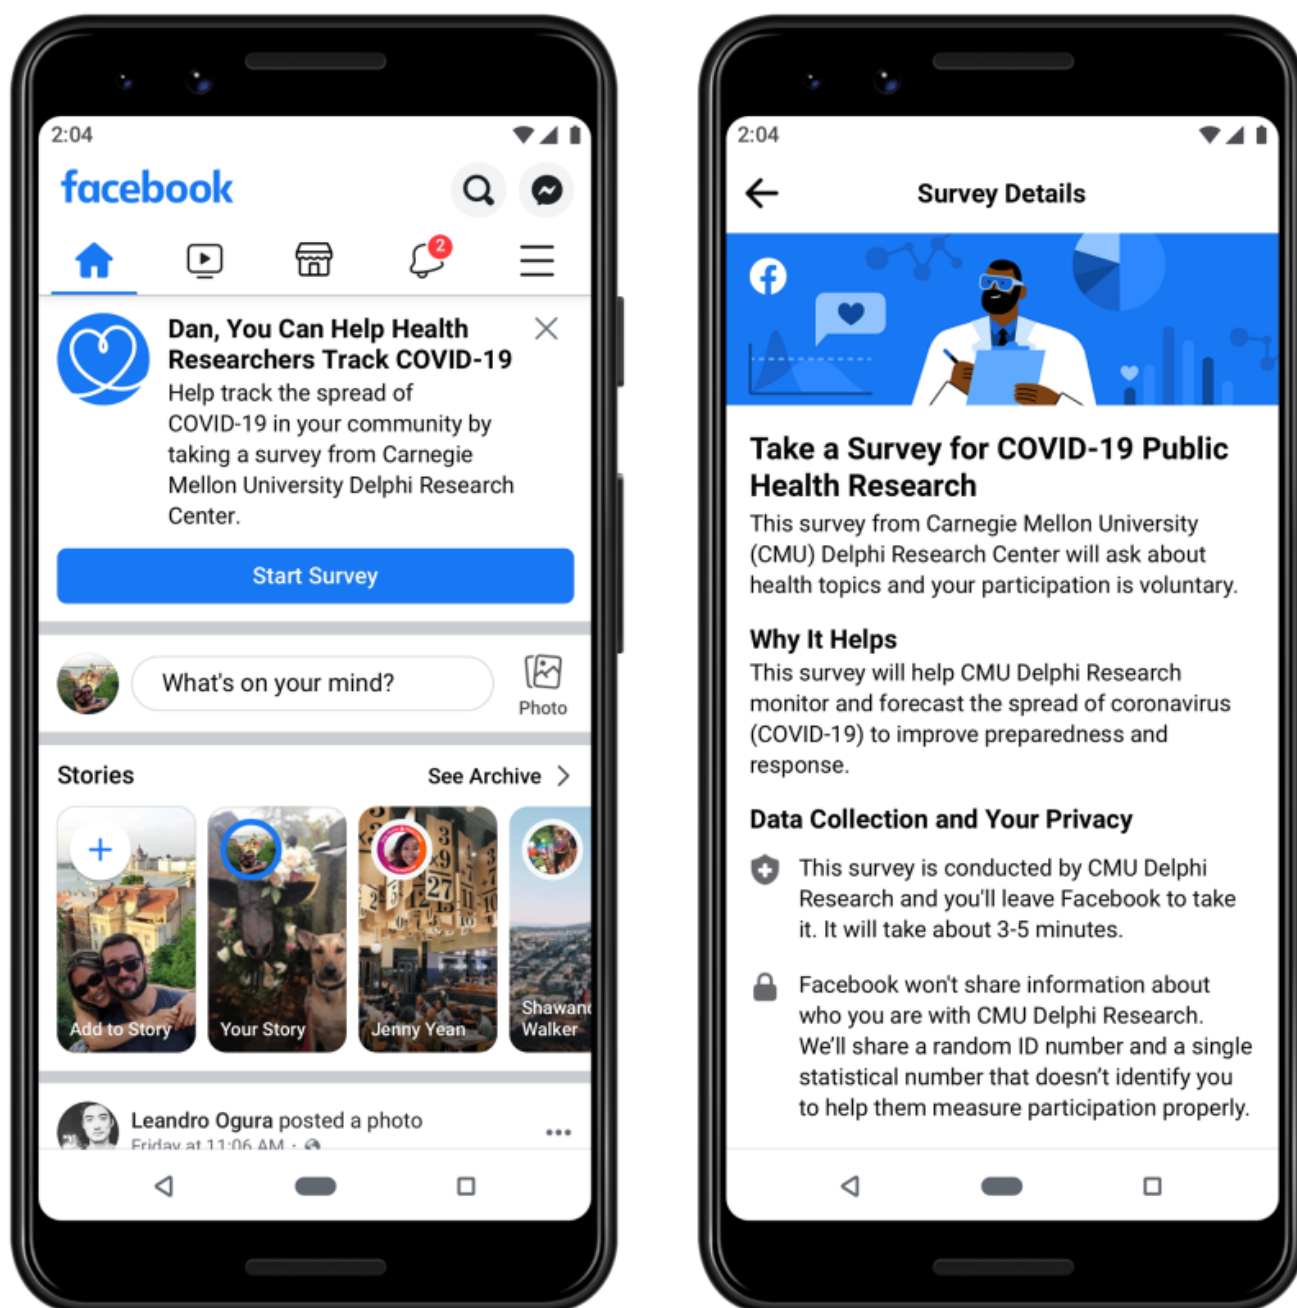 2:04
facebook
2
Dan, You Can Help Health
Researchers Track COVID-19
Help track the spread of
COVID-19 in your community by
taking a survey from Carnegie
Mellon University Delphi Research
Center.
Start Survey
What's on your mind?
Photo
Stories
See Archive
Add to Story
Your Story
Jenny Yean
Shawan
Walker
Leandro Ogura posted a photo
Friday at 11:06 AM ·
2:04
Survey Details
Take a Survey for COVID-19 Public
Health Research
This survey from Carnegie Mellon University
(CMU) Delphi Research Center will ask about
health topics and your participation is voluntary.
Why It Helps
This survey will help CMU Delphi Research
monitor and forecast the spread of coronavirus
(COVID-19) to improve preparedness and
response.
Data Collection and Your Privacy
This survey is conducted by CMU Delphi
Research and you'll leave Facebook to take
it. It will take about 3-5 minutes.
Facebook won't share information about
who you are with CMU Delphi Research.
We'll share a random ID number and a single
statistical number that doesn't identify you
to help them measure participation properly.